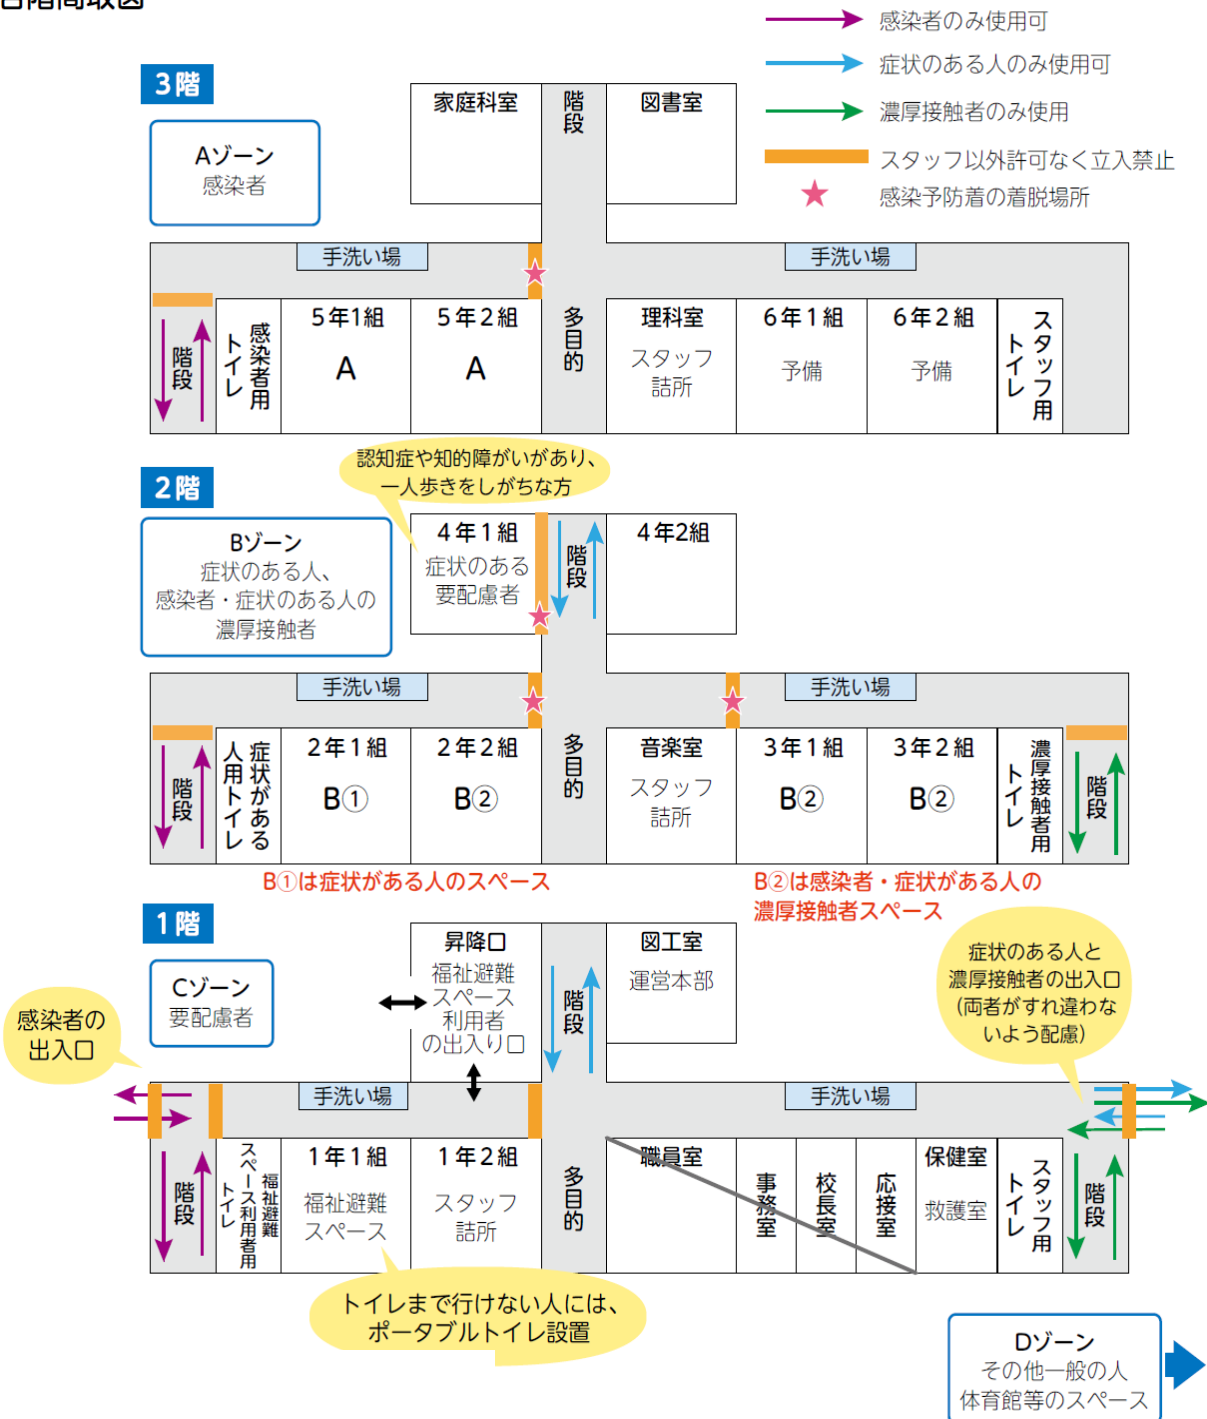 各階間取図
感染者のみ使用可
症状のある人のみ使用可
濃厚接触者のみ使用
スタッフ以外許可なく立入禁止
感染予防着の着脱場所
3階
Aゾーン
感染者
家庭科室
階段
図書室
手洗い場
手洗い場
階段
感染者用
トイレ
5年1組
A
5年2組
A
多目的
理科室
スタッフ
詰所
6年1組
予備
6年2組
予備
スタッフ用
トイレ
認知症や知的障がいがあり、
一人歩きをしがちな方
2階
Bゾーン
症状のある人、
感染者・症状のある人の
濃厚接触者
4年1組
症状のある
要配慮者
階段
4年2組
手洗い場
手洗い場
階段
症状がある
人用トイレ
2年1組
B①
2年2組
B②
多目的
音楽室
スタッフ
詰所
3年1組
B②
3年2組
B②
濃厚接触者用
トイレ
階段
B①は症状がある人のスペース
B②は感染者・症状がある人の
濃厚接触者スペース
1階
Cゾーン
要配慮者
感染者の
出入口
昇降口
福祉避難
スペース
利用者
の出入り口
階段
図工室
運営本部
症状のある人と
濃厚接触者の出入口
(両者がすれ違わな
いよう配慮)
手洗い場
手洗い場
階段
福祉避難
スペース利用者用
トイレ
1年1組
福祉避難
スペース
1年2組
スタッフ
詰所
多目的
職員室
事務室
校長室
応接室
保健室
救護室
スタッフ用
トイレ
階段
トイレまで行けない人には、
ポータブルトイレ設置
Dゾーン
その他一般の人
体育館等のスペース